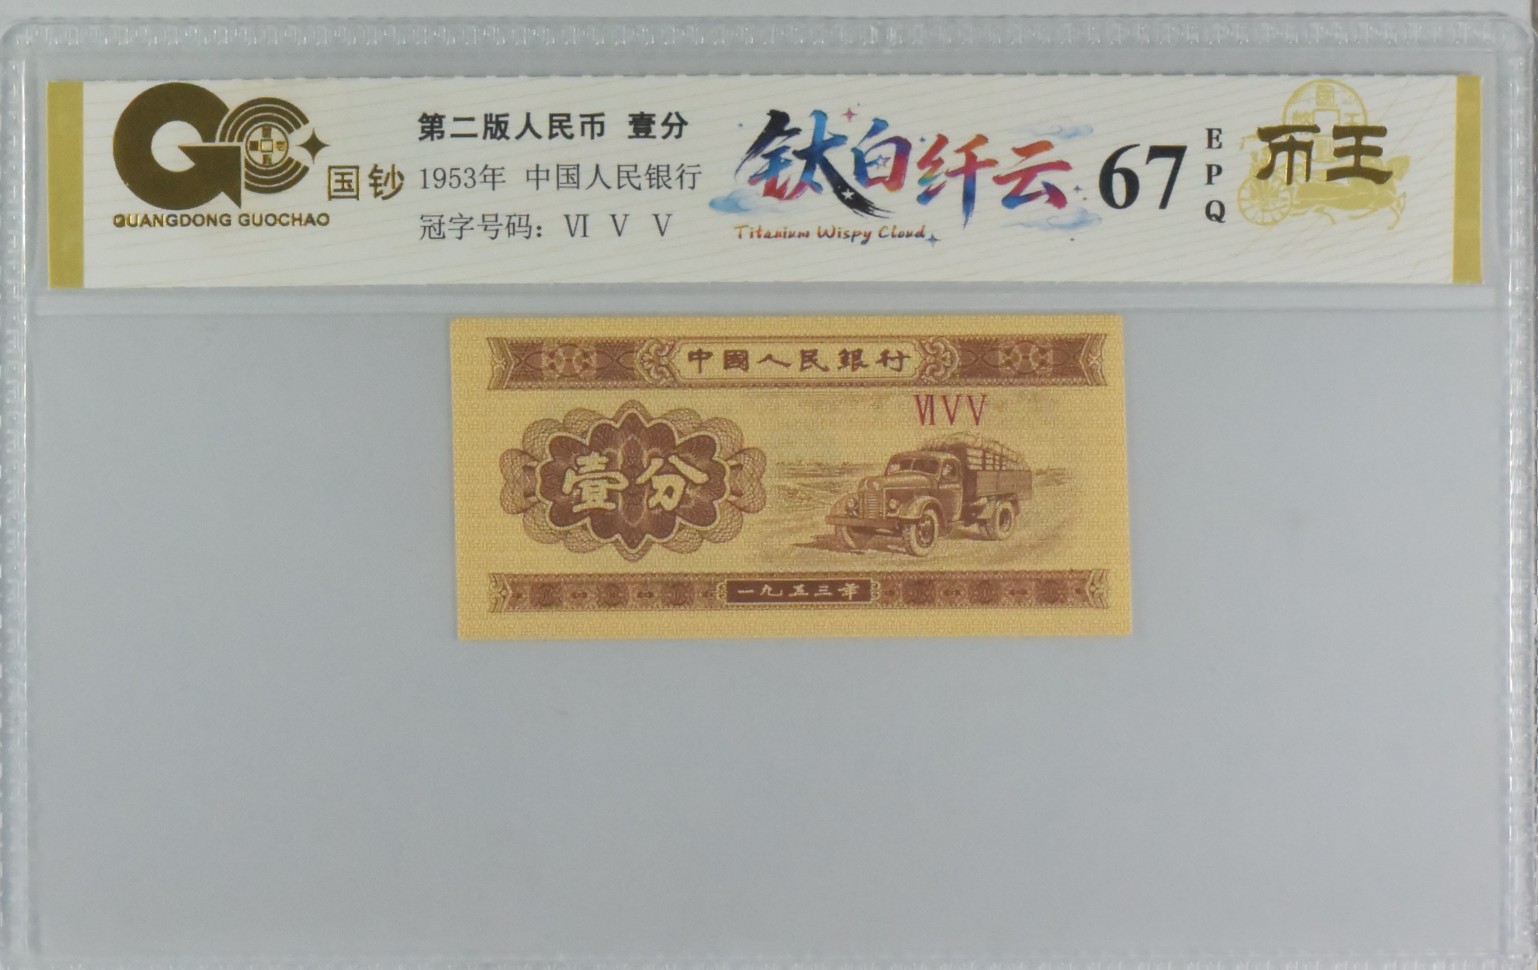 QUANGDONG GUOCHAO
国钞
第二版人民币 壹分
1953年 中国人民银行
冠字号码：Ⅵ Ⅴ Ⅴ
钛白纤云
Titanium Wispy Cloud
67
EPQ
币王
中國人民銀行
ⅥⅤⅤ
壹分
一九五三年